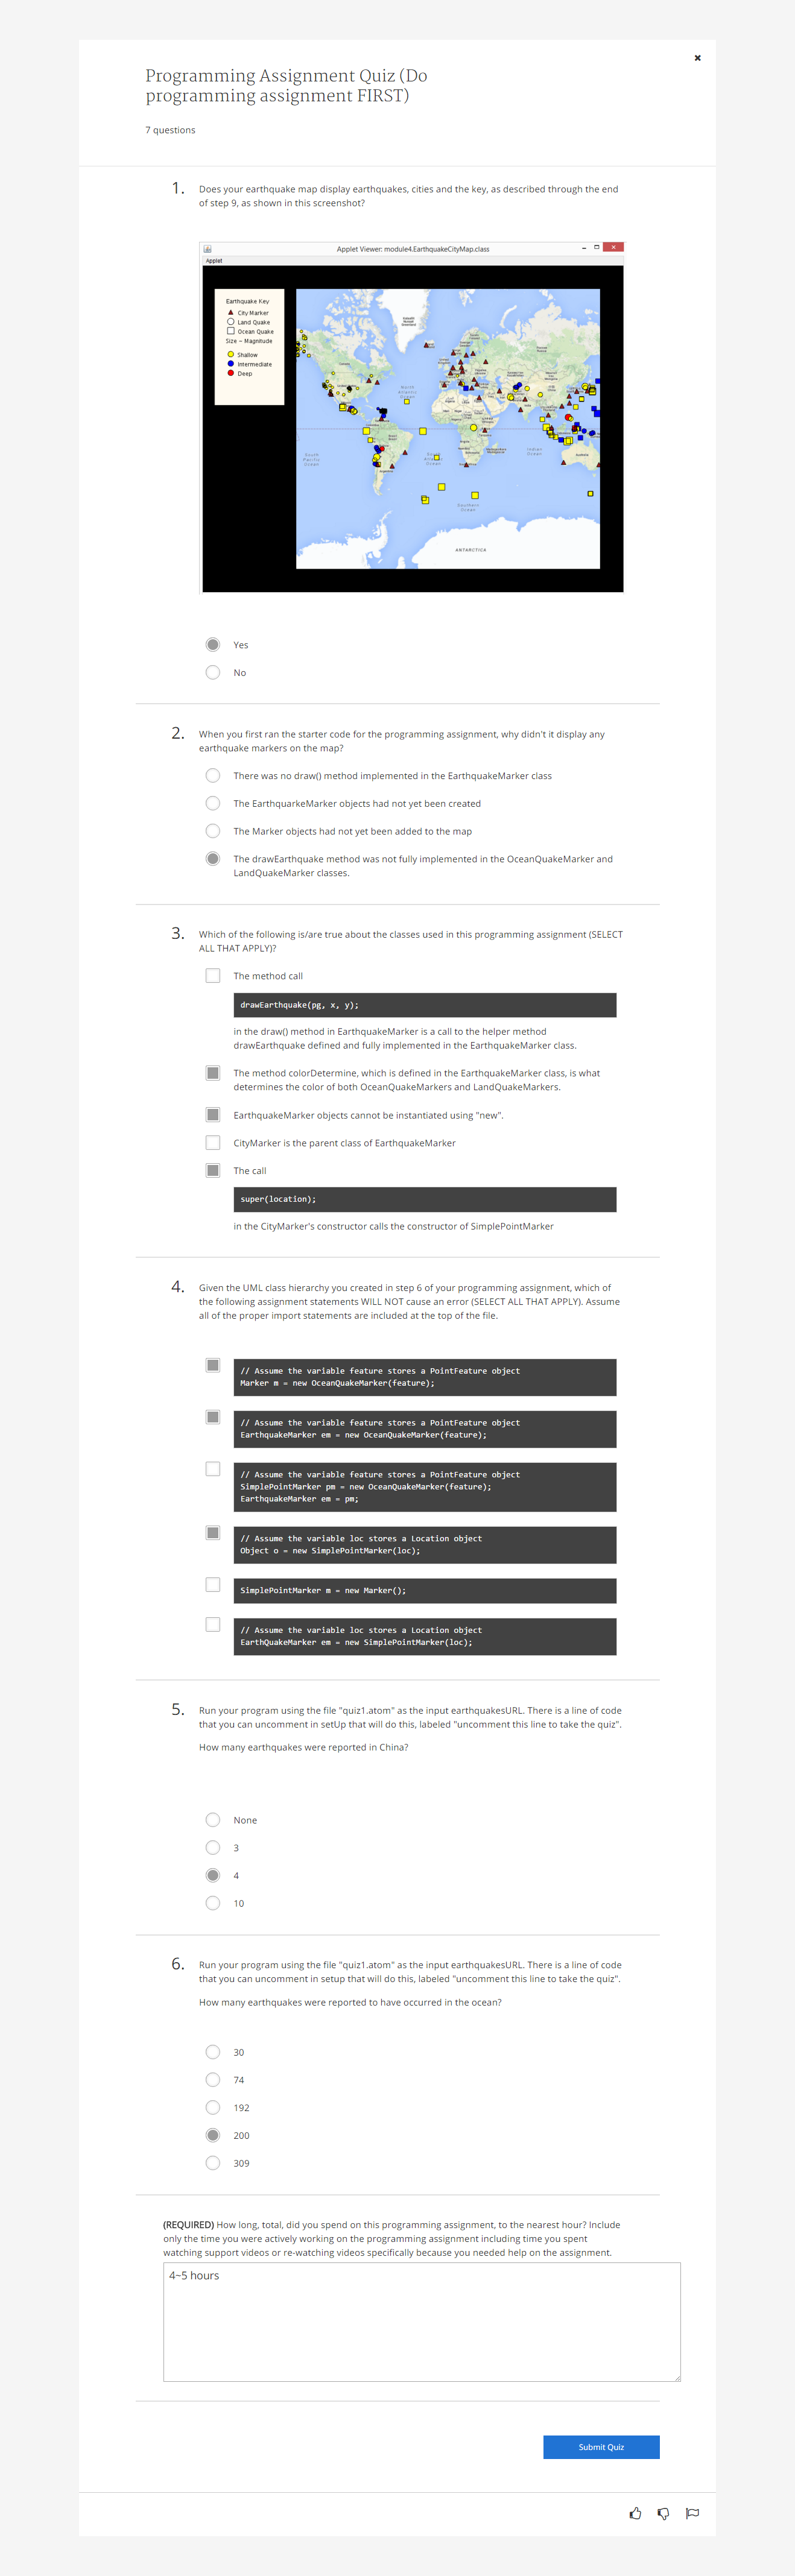 Programming Assignment Quiz (Do
programming assignment FIRST)
7 questions
1.
Does your earthquake map display earthquakes, cities and the key, as described through the end
of step 9, as shown in this screenshot?
Applet Viewer: module4.EarthquakeCityMap.class
Applet
Earthquake Key
City Marker
Land Quake
Ocean Quake
Size ~ Magnitude
Shallow
Intermediate
Deep
North
Atlantic
Ocean
South
Pacific
Ocean
Indian
Ocean
Southern
Ocean
ANTARCTICA
Yes
No
2.
When you first ran the starter code for the programming assignment, why didn't it display any
earthquake markers on the map?
There was no draw() method implemented in the EarthquakeMarker class
The EarthquarkeMarker objects had not yet been created
The Marker objects had not yet been added to the map
The drawEarthquake method was not fully implemented in the OceanQuakeMarker and
LandQuakeMarker classes.
3.
Which of the following is/are true about the classes used in this programming assignment (SELECT
ALL THAT APPLY)?
The method call
drawEarthquake(pg, x, y);
in the draw() method in EarthquakeMarker is a call to the helper method
drawEarthquake defined and fully implemented in the EarthquakeMarker class.
The method colorDetermine, which is defined in the EarthquakeMarker class, is what
determines the color of both OceanQuakeMarkers and LandQuakeMarkers.
EarthquakeMarker objects cannot be instantiated using "new".
CityMarker is the parent class of EarthquakeMarker
The call
super(location);
in the CityMarker's constructor calls the constructor of SimplePointMarker
4.
Given the UML class hierarchy you created in step 6 of your programming assignment, which of
the following assignment statements WILL NOT cause an error (SELECT ALL THAT APPLY). Assume
all of the proper import statements are included at the top of the file.
// Assume the variable feature stores a PointFeature object
Marker m = new OceanQuakeMarker(feature);
// Assume the variable feature stores a PointFeature object
EarthquakeMarker em = new OceanQuakeMarker(feature);
// Assume the variable feature stores a PointFeature object
SimplePointMarker pm = new OceanQuakeMarker(feature);
EarthquakeMarker em = pm;
// Assume the variable loc stores a Location object
Object o = new SimplePointMarker(loc);
SimplePointMarker m = new Marker();
// Assume the variable loc stores a Location object
EarthQuakeMarker em = new SimplePointMarker(loc);
5.
Run your program using the file "quiz1.atom" as the input earthquakesURL. There is a line of code
that you can uncomment in setUp that will do this, labeled "uncomment this line to take the quiz".
How many earthquakes were reported in China?
None
3
4
10
6.
Run your program using the file "quiz1.atom" as the input earthquakesURL. There is a line of code
that you can uncomment in setup that will do this, labeled "uncomment this line to take the quiz".
How many earthquakes were reported to have occurred in the ocean?
30
74
192
200
309
(REQUIRED) How long, total, did you spend on this programming assignment, to the nearest hour? Include
only the time you were actively working on the programming assignment including time you spent
watching support videos or re-watching videos specifically because you needed help on the assignment.
4~5 hours
Submit Quiz